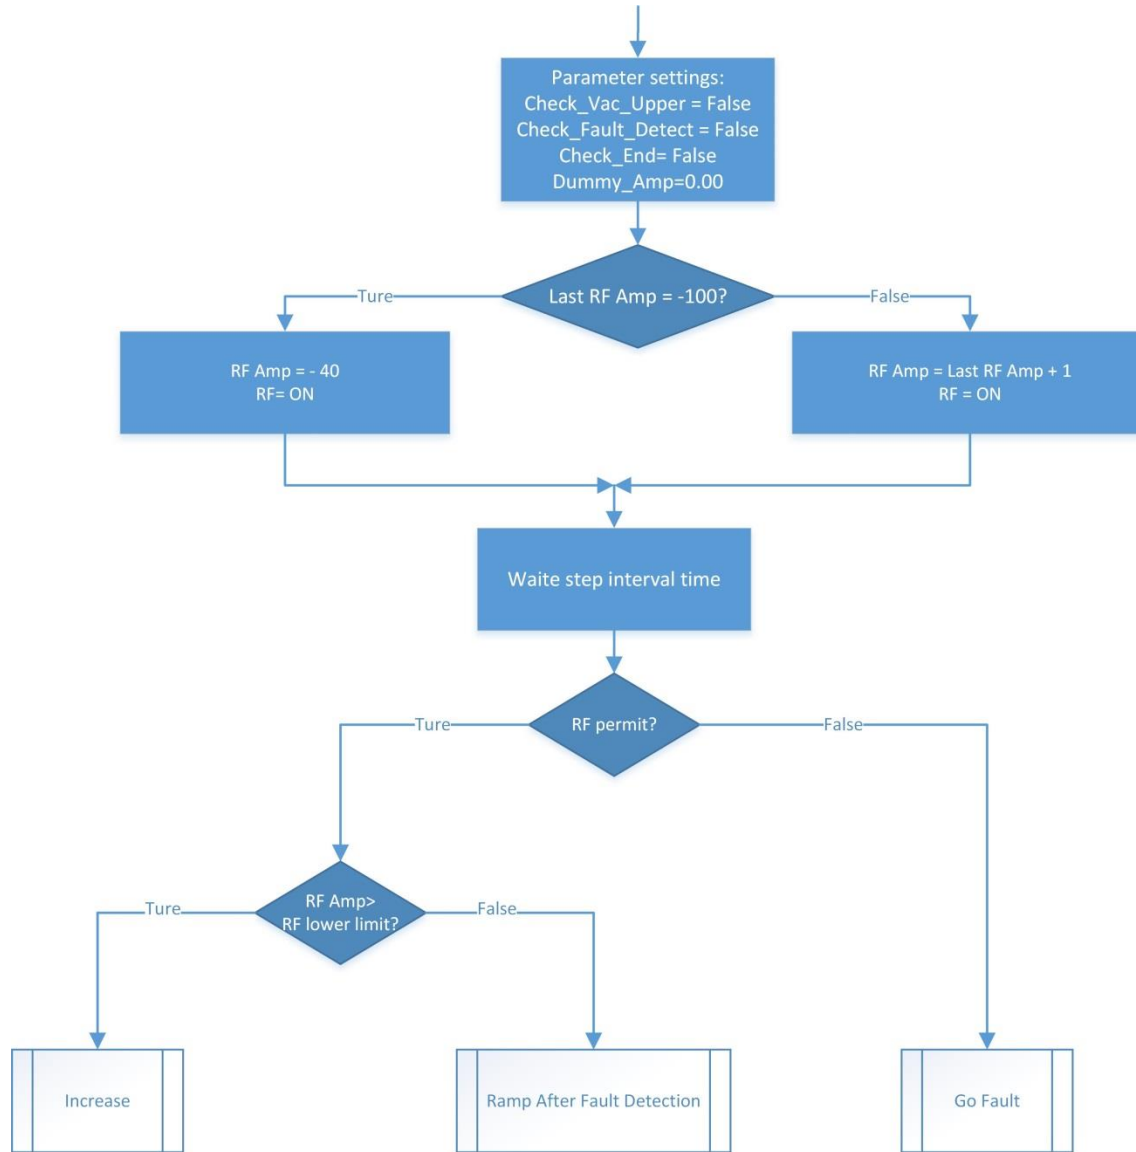 Parameter settings:
Check_Vac_Upper = False
Check_Fault_Detect = False
Check_End= False
Dummy_Amp=0.00
Last RF Amp = -100?
Ture
False
RF Amp = - 40
RF= ON
RF Amp = Last RF Amp + 1
RF = ON
Waite step interval time
RF permit?
Ture
False
RF Amp>
RF lower limit?
Ture
False
Increase
Ramp After Fault Detection
Go Fault